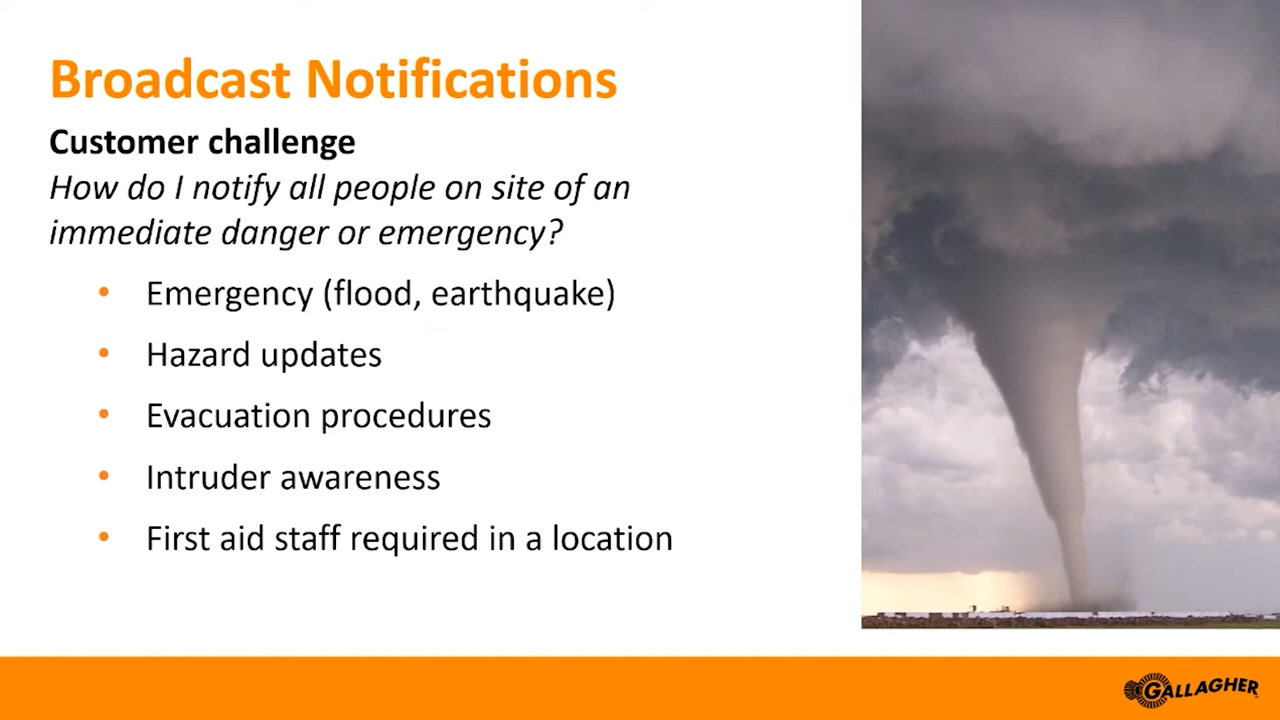 Broadcast Notifications
Customer challenge
How do I notify all people on site of an
immediate danger or emergency?
• Emergency (flood, earthquake)
• Hazard updates
• Evacuation procedures
• Intruder awareness
• First aid staff required in a location
GALLAGHER